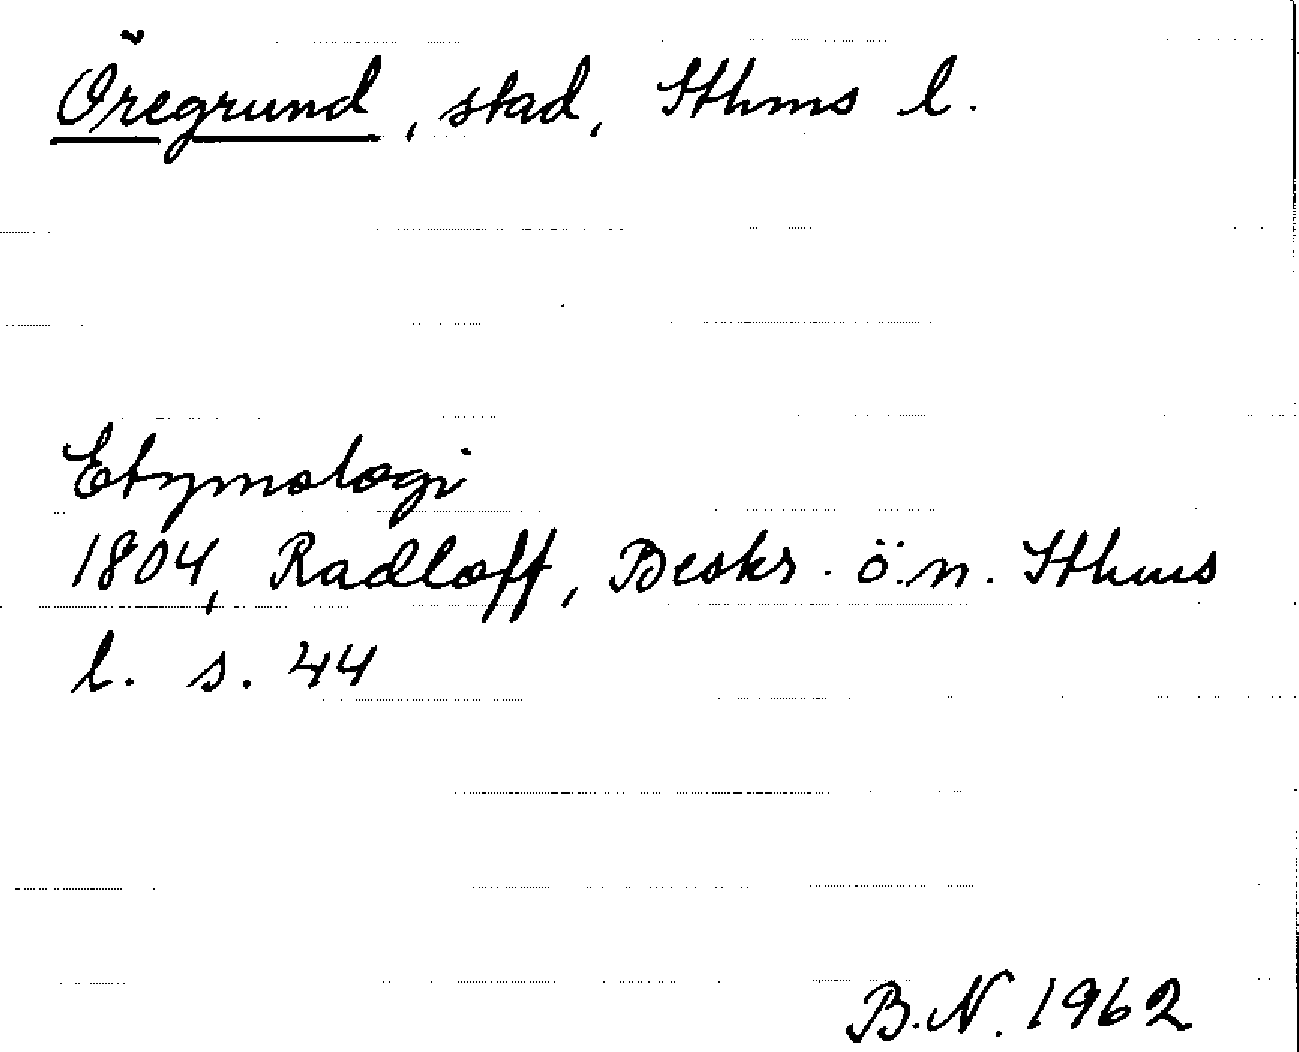 Öregrund, stad, Sthms l.
Etymologi
1804, Radloff, Beskr. ö. n. Sthms
l. s. 44
B.N. 1962